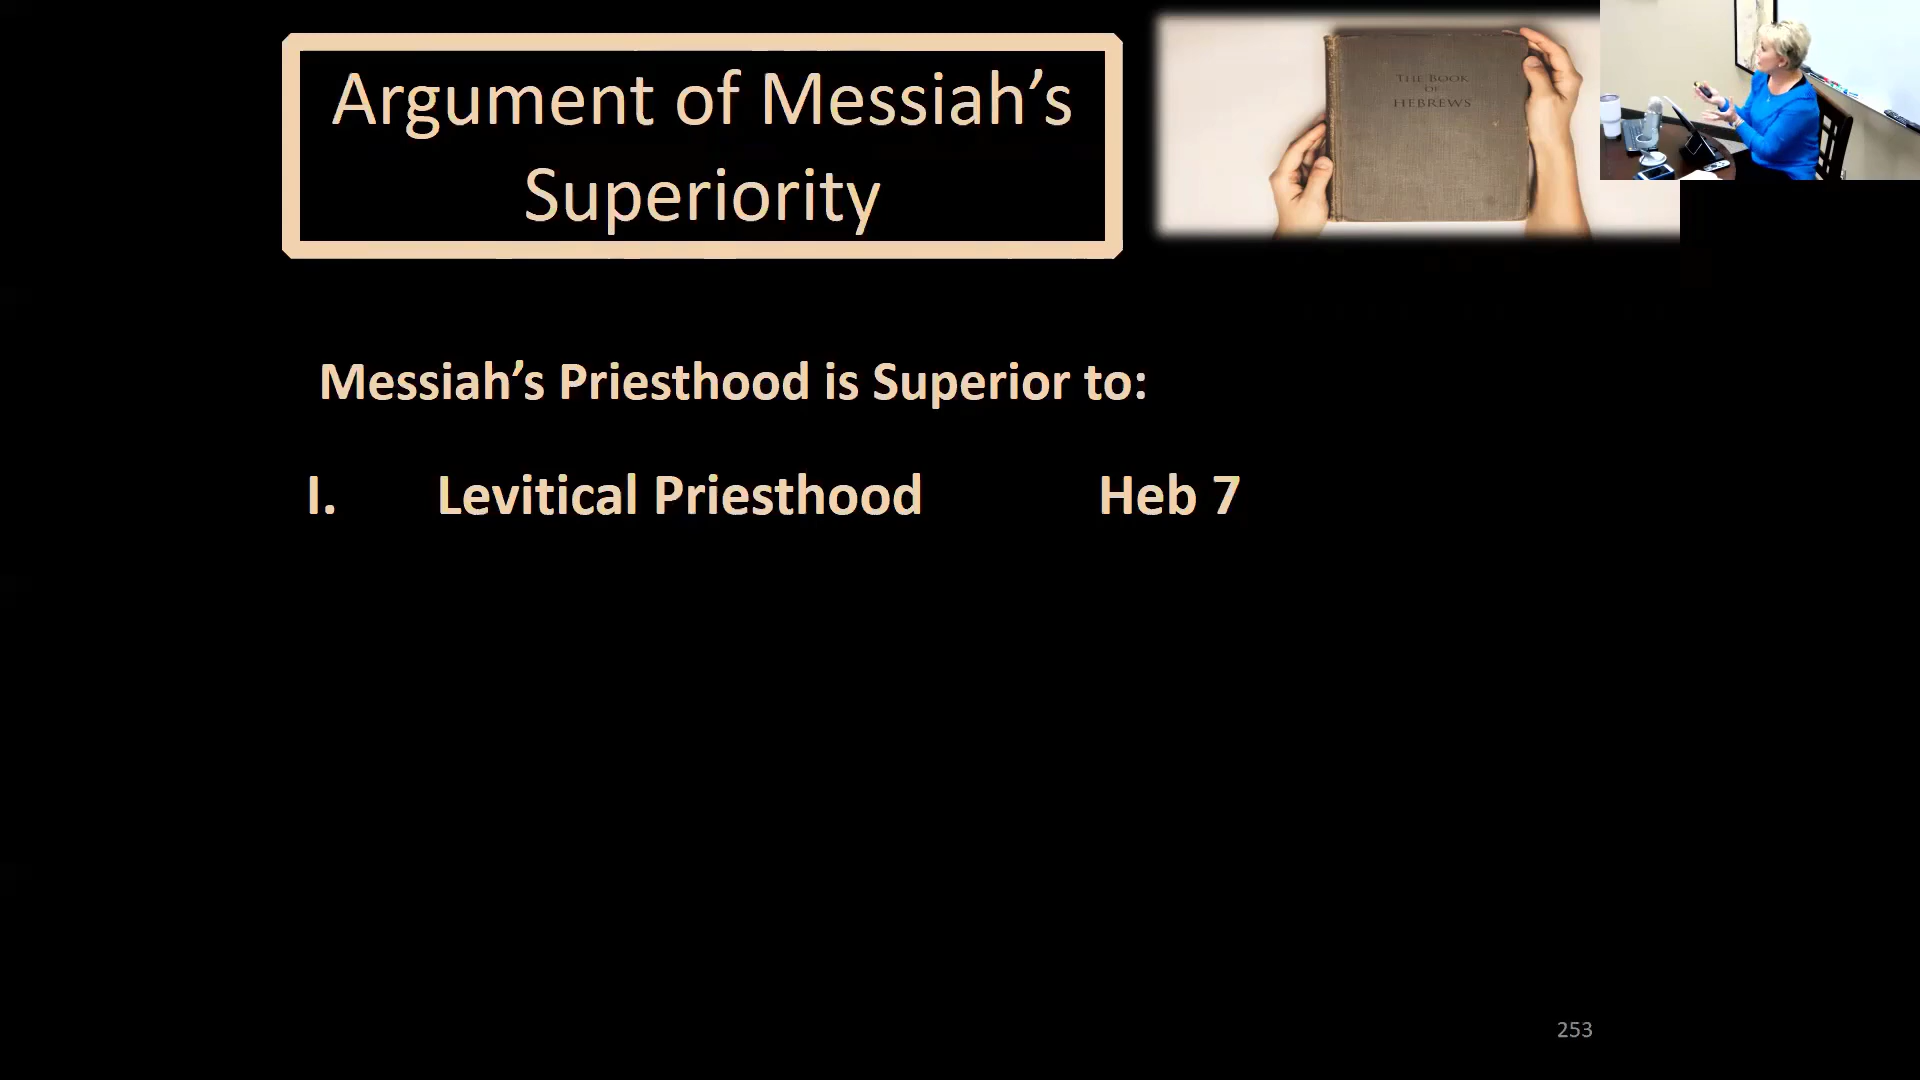 Argument of Messiah’s
Superiority
THE BOOK
OF
HEBREWS
Messiah’s Priesthood is Superior to:
I. Levitical Priesthood Heb 7
253